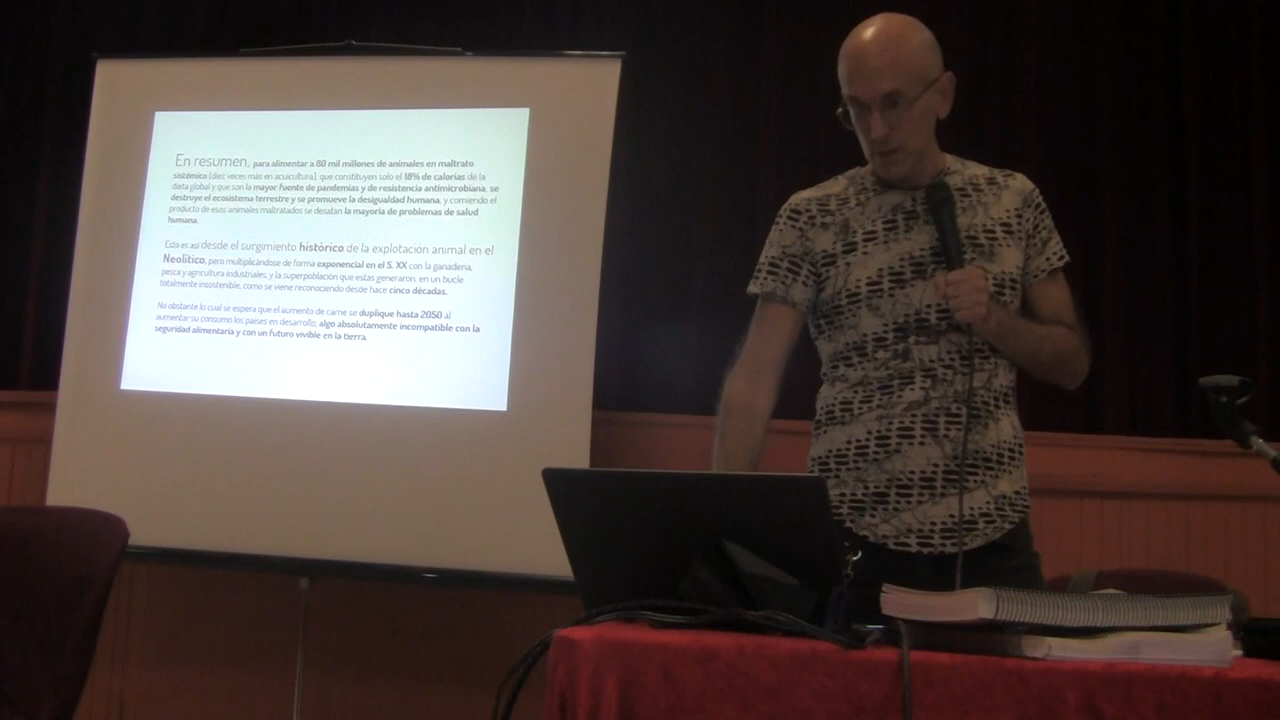 En resumen, para alimentar a 80 mil millones de animales en maltrato
sistémico (diez veces más en acuicultura), que constituyen solo el 18% de calorías de la
dieta global y que son la mayor fuente de pandemias y de resistencia antimicrobiana, se
destruye el ecosistema terrestre y se promueve la desigualdad humana, y comiendo el
producto de esos animales maltratados se desatan la mayoría de problemas de salud
humana.
Esto es así desde el surgimiento histórico de la explotación animal en el
Neolítico, pero multiplicándose de forma exponencial en el S. XX con la ganadería,
pesca y agricultura industriales, y la superpoblación que estas generaron, en un bucle
totalmente insostenible, como se viene reconociendo desde hace cinco décadas.
No obstante lo cual se espera que el aumento de carne se duplique hasta 2050 al
aumentar su consumo los países en desarrollo, algo absolutamente incompatible con la
seguridad alimentaria y con un futuro vivible en la tierra.